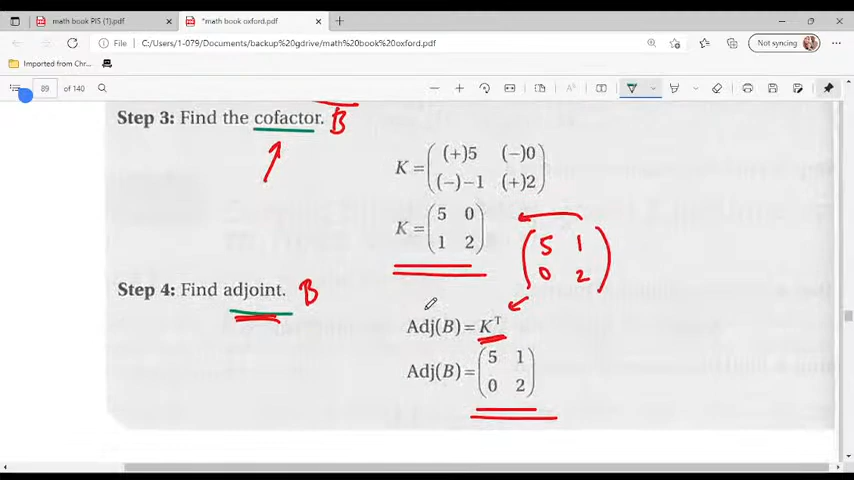 math book PIS (1).pdf
*math book oxford.pdf
File C:/Users/1-079/Documents/backup%20gdrive/math%20book%20oxford.pdf
Not syncing
Imported from Chr...
89 of 140
Step 3: Find the cofactor. B
K = ( (+)5 (−)0
(−)−1 (+)2 )
K = ( 5 0
1 2 )
( 5 1
0 2 )
Step 4: Find adjoint. B
Adj(B) = Kᵀ
Adj(B) = ( 5 1
0 2 )